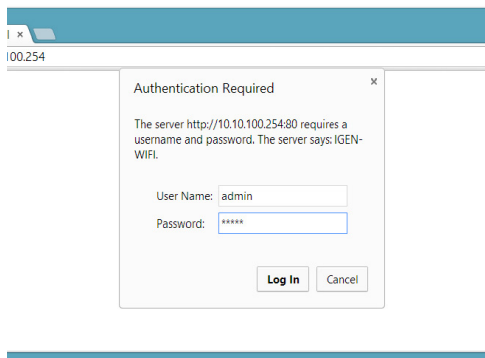 100.254
Authentication Required
The server http://10.10.100.254:80 requires a
username and password. The server says: IGEN-
WIFI.
User Name: admin
Password: *****
Log In Cancel